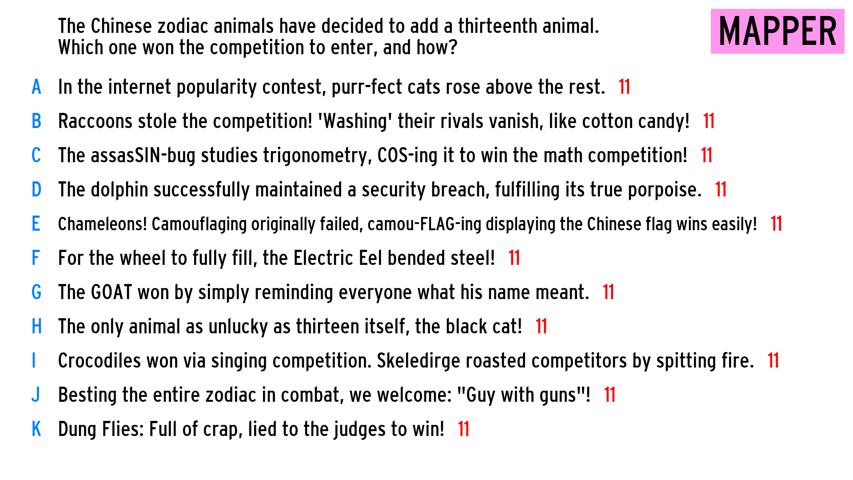 The Chinese zodiac animals have decided to add a thirteenth animal.
Which one won the competition to enter, and how?
MAPPER
A In the internet popularity contest, purr-fect cats rose above the rest. 11
B Raccoons stole the competition! 'Washing' their rivals vanish, like cotton candy! 11
C The assasSIN-bug studies trigonometry, COS-ing it to win the math competition! 11
D The dolphin successfully maintained a security breach, fulfilling its true porpoise. 11
E Chameleons! Camouflaging originally failed, camou-FLAG-ing displaying the Chinese flag wins easily! 11
F For the wheel to fully fill, the Electric Eel bended steel! 11
G The GOAT won by simply reminding everyone what his name meant. 11
H The only animal as unlucky as thirteen itself, the black cat! 11
I Crocodiles won via singing competition. Skeledirge roasted competitors by spitting fire. 11
J Besting the entire zodiac in combat, we welcome: "Guy with guns"! 11
K Dung Flies: Full of crap, lied to the judges to win! 11